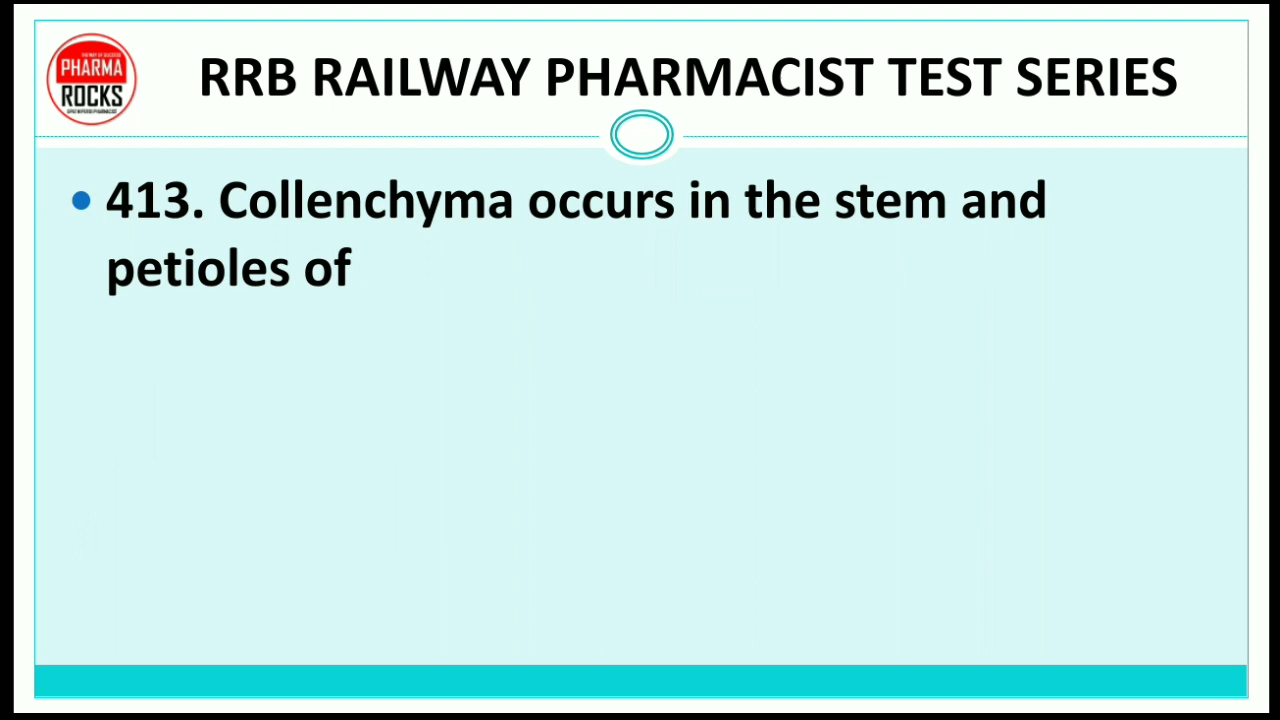 PHARMA
ROCKS
RRB RAILWAY PHARMACIST TEST SERIES
• 413. Collenchyma occurs in the stem and
petioles of